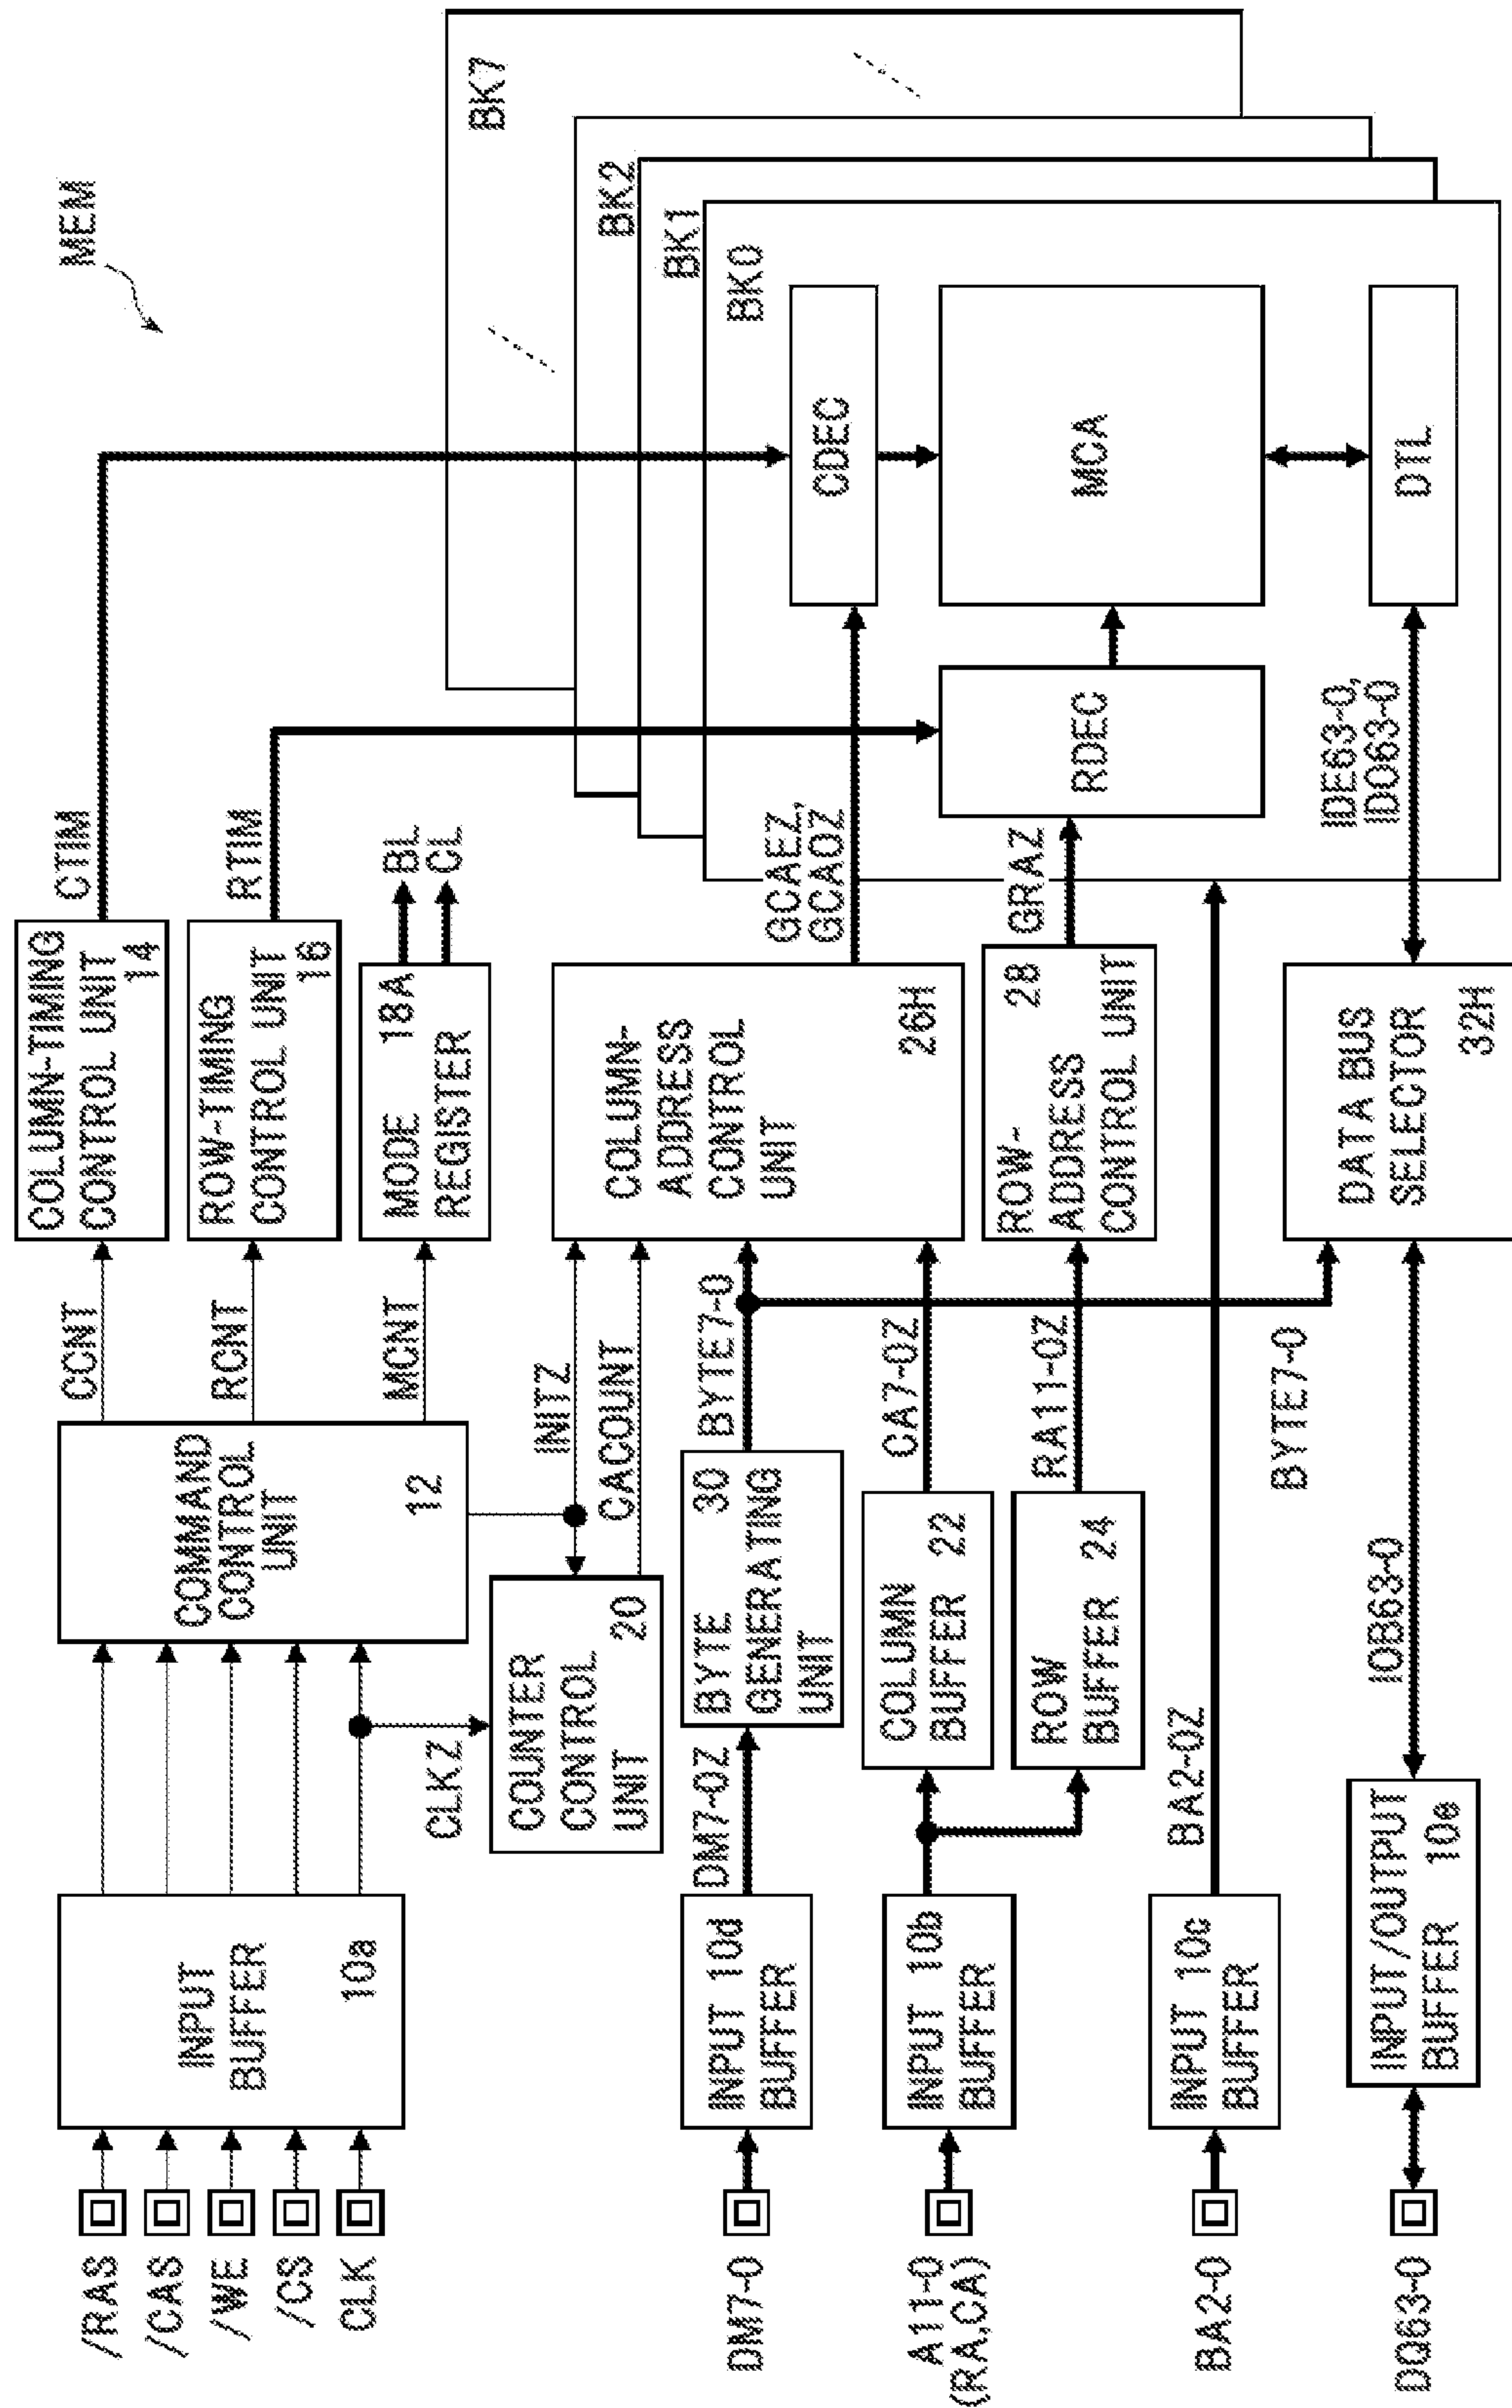 MEM
/RAS
/CAS
/WE
/CS
CLK
INPUT
BUFFER
10a
COMMAND
CONTROL
UNIT
12
CCNT
RCNT
MCNT
COLUMN-TIMING
CONTROL UNIT
14
CTIM
ROW-TIMING
CONTROL UNIT
16
RTIM
MODE 18A
REGISTER
BL
CL
CLKZ
COUNTER
CONTROL
UNIT 20
INITZ
CACOUNT
DM7-0
INPUT 10d
BUFFER
DM7-0Z
BYTE 30
GENERATING
UNIT
BYTE7-0
COLUMN-
ADDRESS
CONTROL
UNIT
26H
GCAEZ,
GCAOZ
A11-0
(RA,CA)
INPUT 10b
BUFFER
COLUMN
BUFFER 22
CA7-0Z
ROW
BUFFER 24
RA11-0Z
ROW- 28
ADDRESS
CONTROL UNIT
GRAZ
BA2-0
INPUT 10c
BUFFER
BA2-0Z
BYTE7-0
DQ63-0
INPUT/OUTPUT
BUFFER 10e
IOB63-0
DATA BUS
SELECTOR
32H
IDE63-0,
IDO63-0
BK7
BK2
BK1
BK0
CDEC
RDEC
MCA
DTL